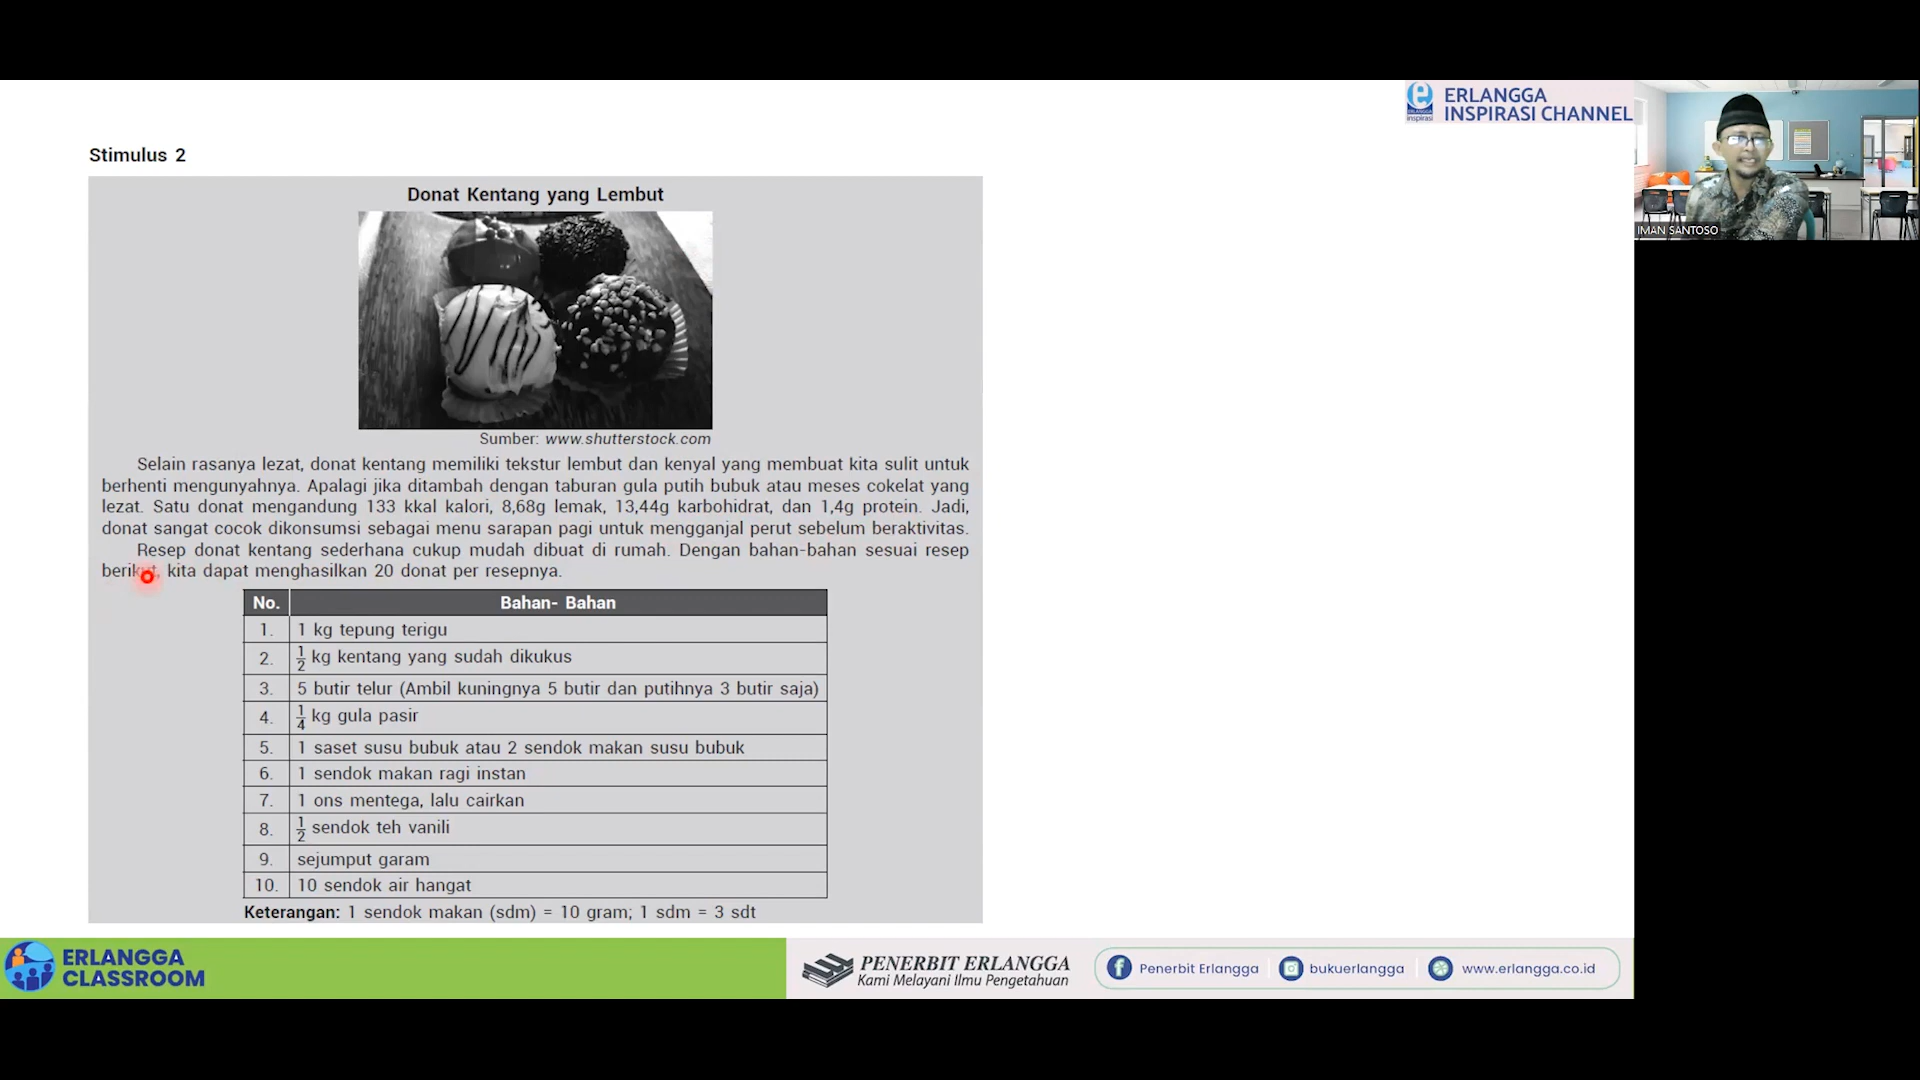 ERLANGGA
INSPIRASI CHANNEL
inspirasi
IMAN SANTOSO
Stimulus 2
Donat Kentang yang Lembut
Sumber: www.shutterstock.com
Selain rasanya lezat, donat kentang memiliki tekstur lembut dan kenyal yang membuat kita sulit untuk
berhenti mengunyahnya. Apalagi jika ditambah dengan taburan gula putih bubuk atau meses cokelat yang
lezat. Satu donat mengandung 133 kkal kalori, 8,68g lemak, 13,44g karbohidrat, dan 1,4g protein. Jadi,
donat sangat cocok dikonsumsi sebagai menu sarapan pagi untuk mengganjal perut sebelum beraktivitas.
Resep donat kentang sederhana cukup mudah dibuat di rumah. Dengan bahan-bahan sesuai resep
berikut, kita dapat menghasilkan 20 donat per resepnya.
No. Bahan- Bahan
1. 1 kg tepung terigu
2. 1/2 kg kentang yang sudah dikukus
3. 5 butir telur (Ambil kuningnya 5 butir dan putihnya 3 butir saja)
4. 1/4 kg gula pasir
5. 1 saset susu bubuk atau 2 sendok makan susu bubuk
6. 1 sendok makan ragi instan
7. 1 ons mentega, lalu cairkan
8. 1/2 sendok teh vanili
9. sejumput garam
10. 10 sendok air hangat
Keterangan: 1 sendok makan (sdm) = 10 gram; 1 sdm = 3 sdt
ERLANGGA
CLASSROOM
PENERBIT ERLANGGA
Kami Melayani Ilmu Pengetahuan
Penerbit Erlangga
bukuerlangga
www.erlangga.co.id